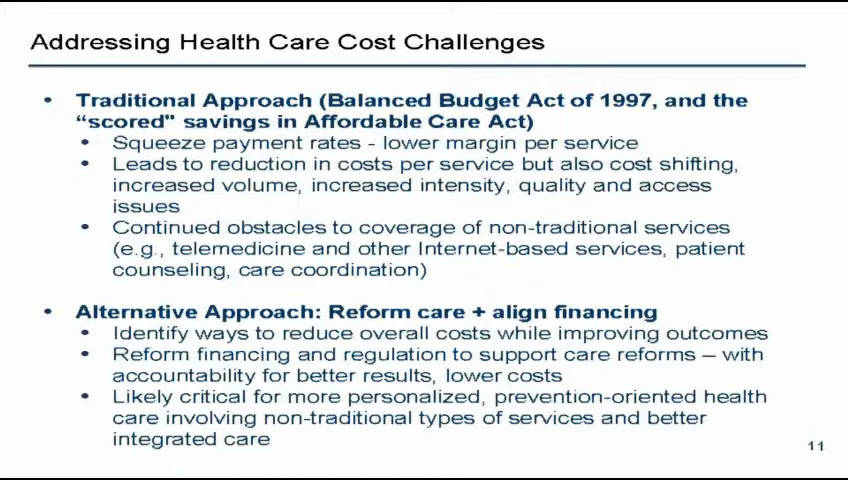 Addressing Health Care Cost Challenges
• Traditional Approach (Balanced Budget Act of 1997, and the
“scored" savings in Affordable Care Act)
• Squeeze payment rates - lower margin per service
• Leads to reduction in costs per service but also cost shifting,
increased volume, increased intensity, quality and access
issues
• Continued obstacles to coverage of non-traditional services
(e.g., telemedicine and other Internet-based services, patient
counseling, care coordination)
• Alternative Approach: Reform care + align financing
• Identify ways to reduce overall costs while improving outcomes
• Reform financing and regulation to support care reforms – with
accountability for better results, lower costs
• Likely critical for more personalized, prevention-oriented health
care involving non-traditional types of services and better
integrated care
11